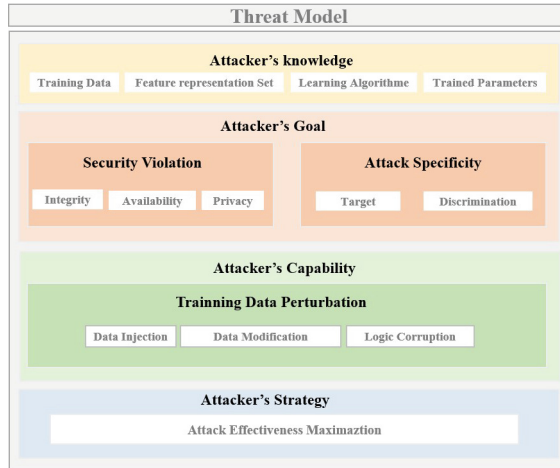 Threat Model
Attacker's knowledge
Training Data Feature representation Set Learning Algorithme Trained Parameters
Attacker's Goal
Security Violation
Integrity Availability Privacy
Attack Specificity
Target Discrimination
Attacker's Capability
Trainning Data Perturbation
Data Injection Data Modification Logic Corruption
Attacker's Strategy
Attack Effectiveness Maximaztion